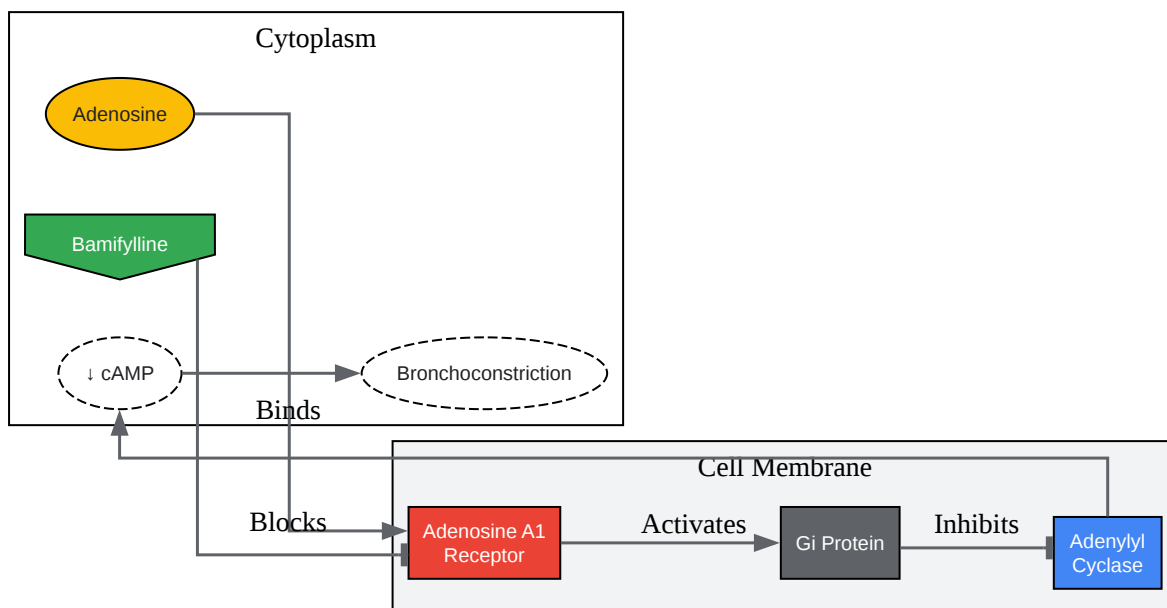 Cytoplasm
Adenosine
Bamifylline
↓ cAMP
Bronchoconstriction
Binds
Cell Membrane
Blocks
Adenosine A1
Receptor
Activates
Gi Protein
Inhibits
Adenylyl
Cyclase